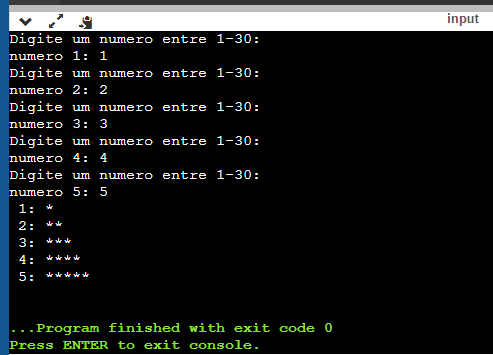 input
Digite um numero entre 1-30:
numero 1: 1
Digite um numero entre 1-30:
numero 2: 2
Digite um numero entre 1-30:
numero 3: 3
Digite um numero entre 1-30:
numero 4: 4
Digite um numero entre 1-30:
numero 5: 5
1: *
2: **
3: ***
4: ****
5: *****
...Program finished with exit code 0
Press ENTER to exit console.